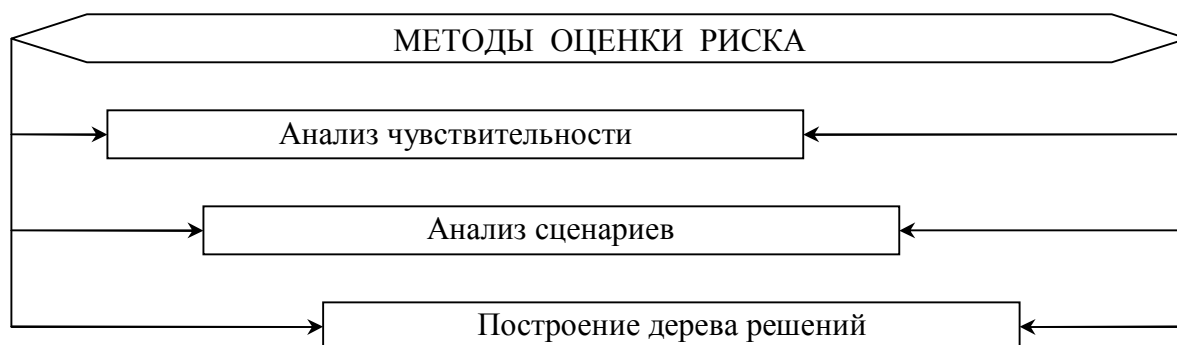 МЕТОДЫ ОЦЕНКИ РИСКА
Анализ чувствительности
Анализ сценариев
Построение дерева решений